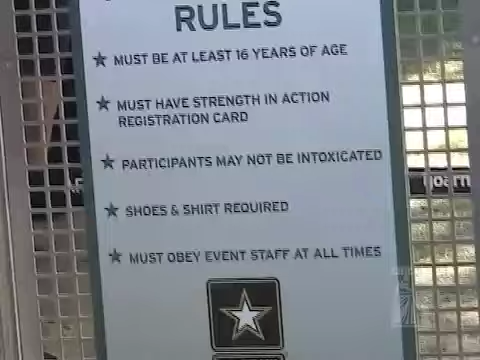 RULES
★ MUST BE AT LEAST 16 YEARS OF AGE
★ MUST HAVE STRENGTH IN ACTION
REGISTRATION CARD
★ PARTICIPANTS MAY NOT BE INTOXICATED
★ SHOES & SHIRT REQUIRED
★ MUST OBEY EVENT STAFF AT ALL TIMES